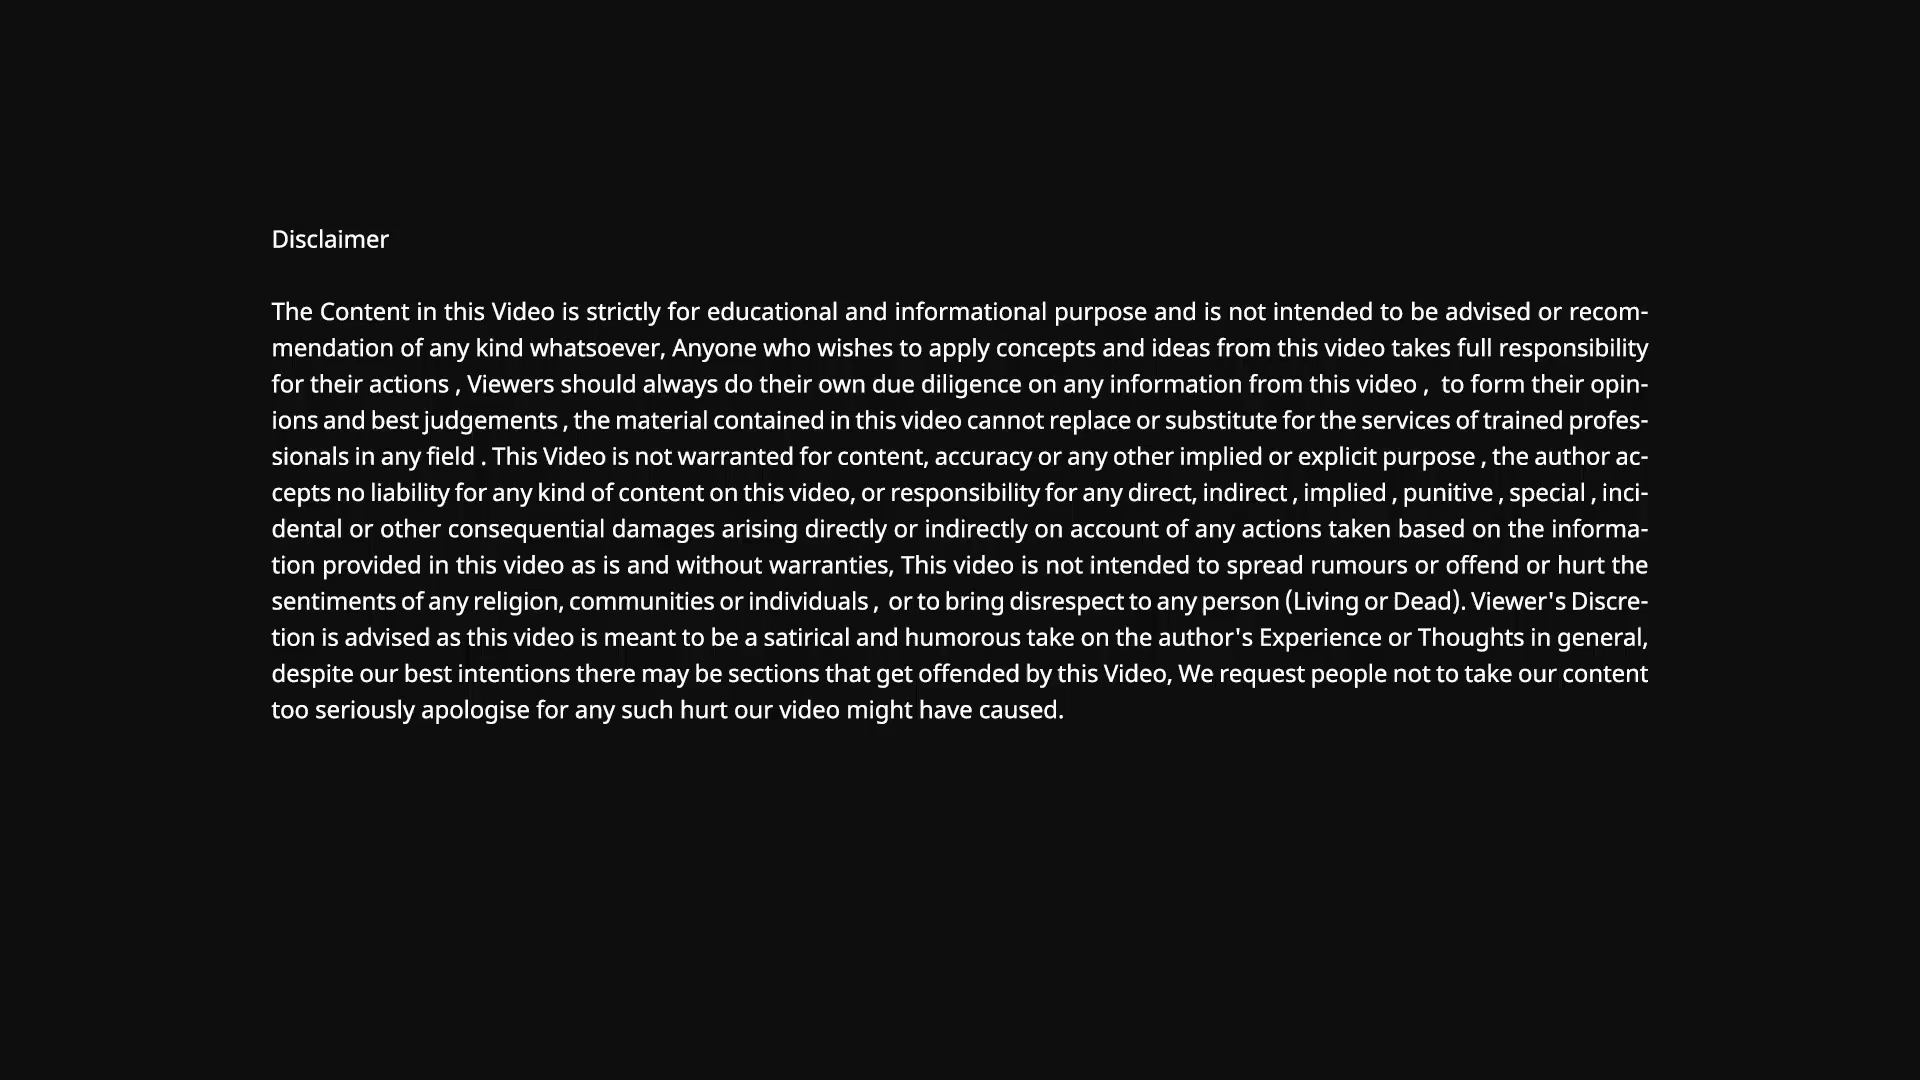 Disclaimer
The Content in this Video is strictly for educational and informational purpose and is not intended to be advised or recom-
mendation of any kind whatsoever, Anyone who wishes to apply concepts and ideas from this video takes full responsibility
for their actions , Viewers should always do their own due diligence on any information from this video ,  to form their opin-
ions and best judgements , the material contained in this video cannot replace or substitute for the services of trained profes-
sionals in any field . This Video is not warranted for content, accuracy or any other implied or explicit purpose , the author ac-
cepts no liability for any kind of content on this video, or responsibility for any direct, indirect , implied , punitive , special , inci-
dental or other consequential damages arising directly or indirectly on account of any actions taken based on the informa-
tion provided in this video as is and without warranties, This video is not intended to spread rumours or offend or hurt the
sentiments of any religion, communities or individuals ,  or to bring disrespect to any person (Living or Dead). Viewer's Discre-
tion is advised as this video is meant to be a satirical and humorous take on the author's Experience or Thoughts in general,
despite our best intentions there may be sections that get offended by this Video, We request people not to take our content
too seriously apologise for any such hurt our video might have caused.